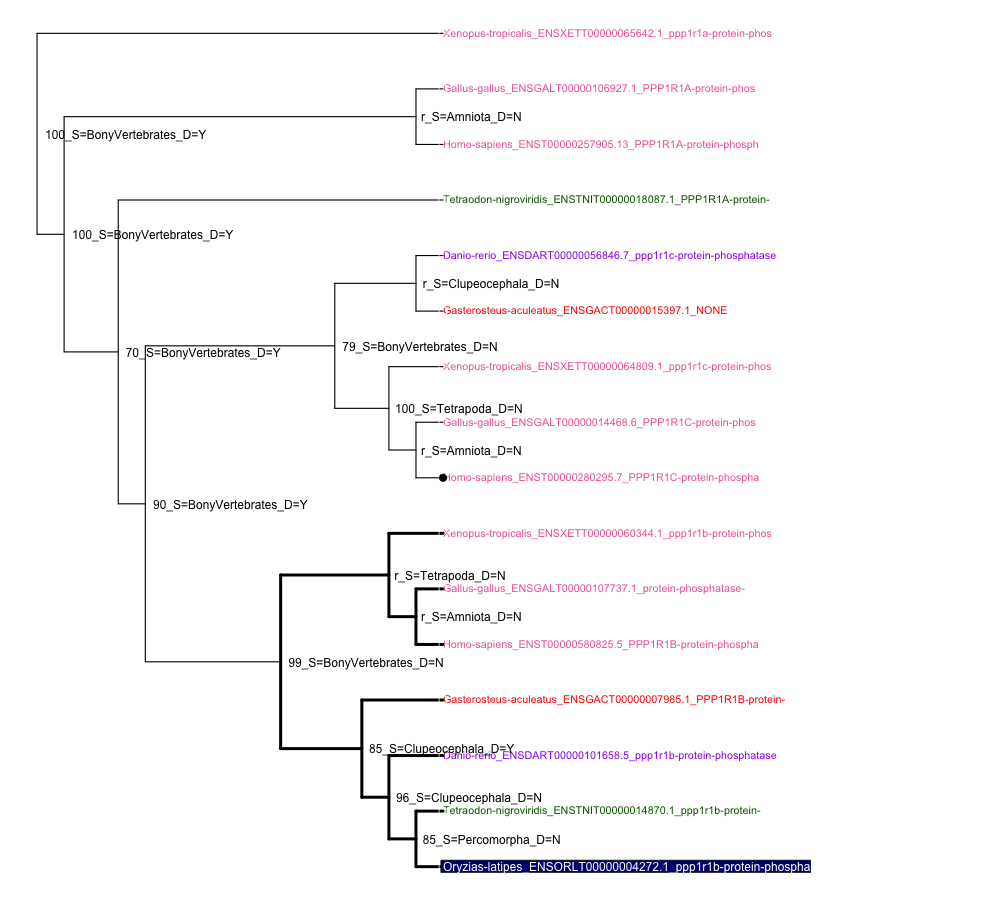 Xenopus-tropicalis_ENSXETT00000065642.1_ppp1r1a-protein-phos
Gallus-gallus_ENSGALT00000106927.1_PPP1R1A-protein-phos
r_S=Amniota_D=N
100_S=BonyVertebrates_D=Y
Homo-sapiens_ENST00000257905.13_PPP1R1A-protein-phosph
Tetraodon-nigroviridis_ENSTNIT00000018087.1_PPP1R1A-protein-
100_S=BonyVertebrates_D=Y
Danio-rerio_ENSDART00000056846.7_ppp1r1c-protein-phosphatase
r_S=Clupeocephala_D=N
Gasterosteus-aculeatus_ENSGACT00000015397.1_NONE
79_S=BonyVertebrates_D=N
70_S=BonyVertebrates_D=Y
Xenopus-tropicalis_ENSXETT00000064809.1_ppp1r1c-protein-phos
100_S=Tetrapoda_D=N
Gallus-gallus_ENSGALT00000014468.6_PPP1R1C-protein-phos
r_S=Amniota_D=N
Homo-sapiens_ENST00000280295.7_PPP1R1C-protein-phospha
90_S=BonyVertebrates_D=Y
Xenopus-tropicalis_ENSXETT00000060344.1_ppp1r1b-protein-phos
r_S=Tetrapoda_D=N
Gallus-gallus_ENSGALT00000107737.1_protein-phosphatase-
r_S=Amniota_D=N
Homo-sapiens_ENST00000580825.5_PPP1R1B-protein-phospha
99_S=BonyVertebrates_D=N
Gasterosteus-aculeatus_ENSGACT00000007985.1_PPP1R1B-protein-
85_S=Clupeocephala_D=Y
Danio-rerio_ENSDART00000101658.5_ppp1r1b-protein-phosphatase
96_S=Clupeocephala_D=N
Tetraodon-nigroviridis_ENSTNIT00000014870.1_ppp1r1b-protein-
85_S=Percomorpha_D=N
Oryzias-latipes_ENSORLT00000004272.1_ppp1r1b-protein-phospha